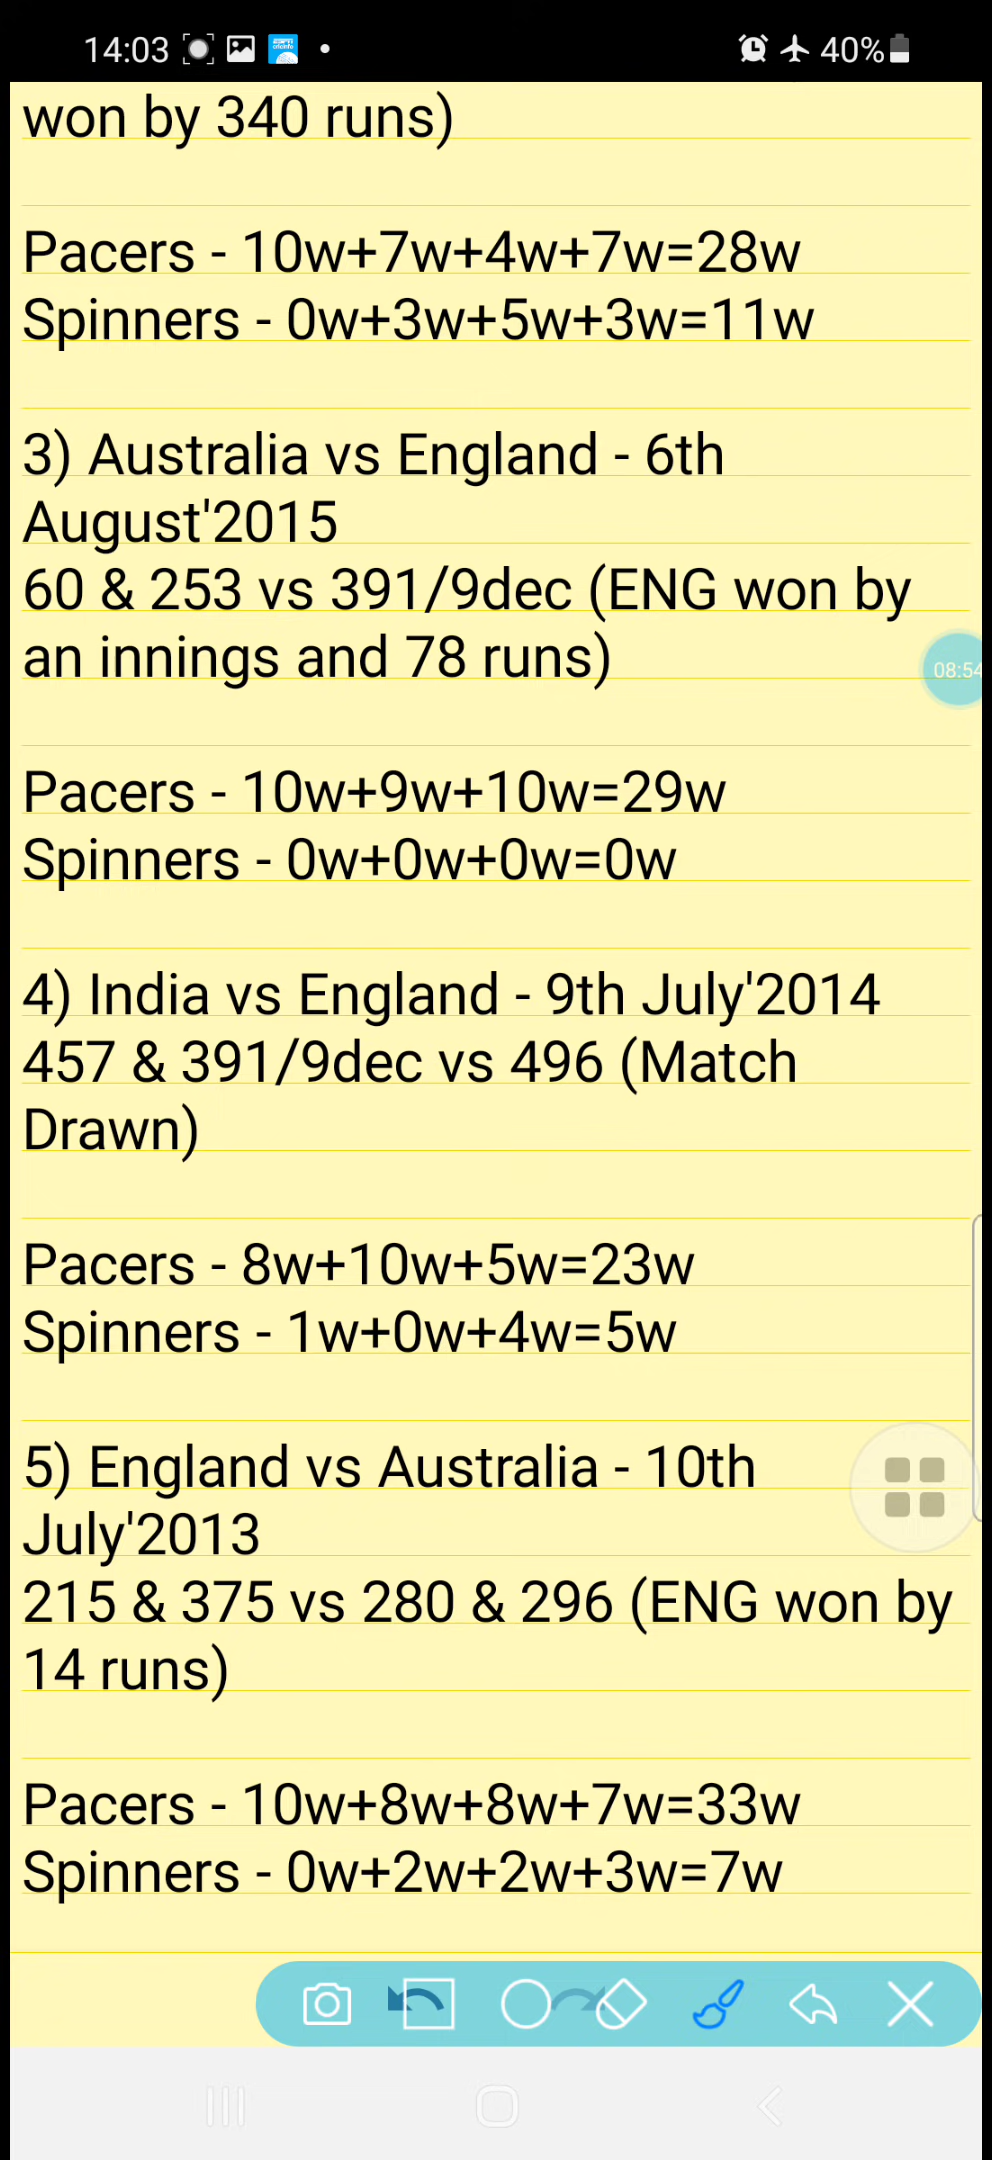 14:03 40%
won by 340 runs)
Pacers - 10w+7w+4w+7w=28w
Spinners - 0w+3w+5w+3w=11w
3) Australia vs England - 6th
August'2015
60 & 253 vs 391/9dec (ENG won by
an innings and 78 runs)
08:54
Pacers - 10w+9w+10w=29w
Spinners - 0w+0w+0w=0w
4) India vs England - 9th July'2014
457 & 391/9dec vs 496 (Match
Drawn)
Pacers - 8w+10w+5w=23w
Spinners - 1w+0w+4w=5w
5) England vs Australia - 10th
July'2013
215 & 375 vs 280 & 296 (ENG won by
14 runs)
Pacers - 10w+8w+8w+7w=33w
Spinners - 0w+2w+2w+3w=7w